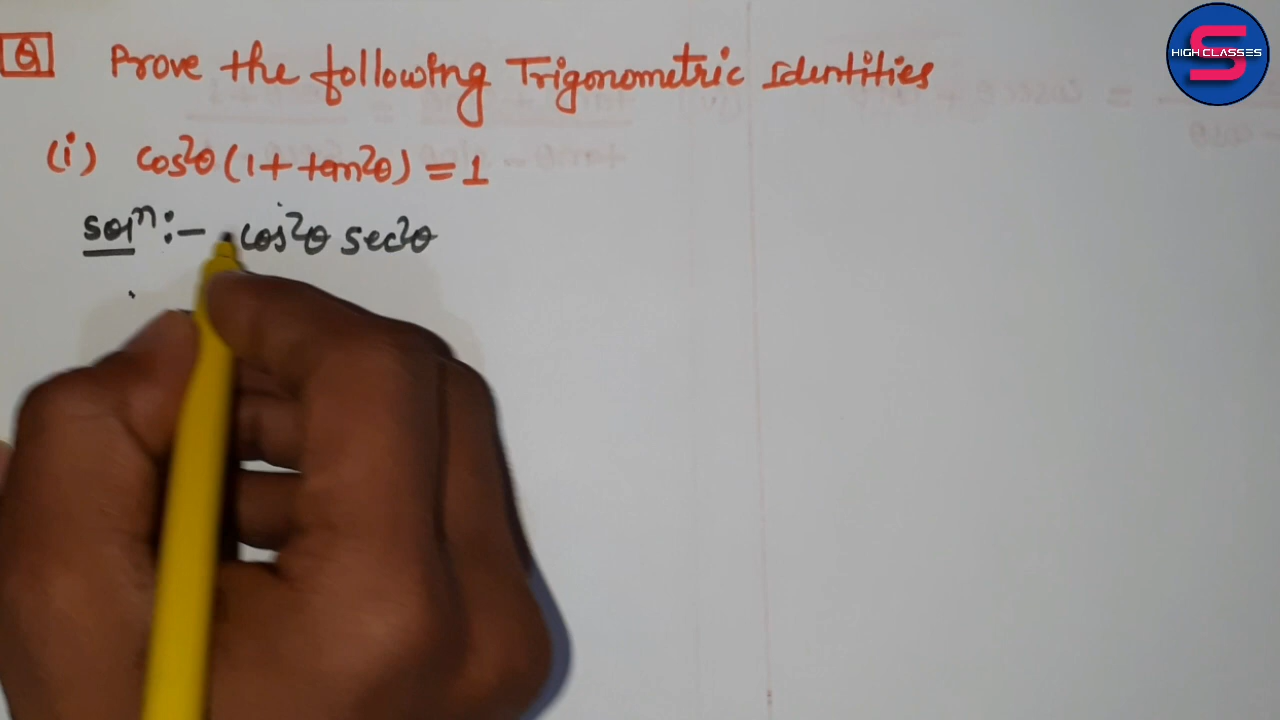 Q Prove the following Trigonometric Identities
(i) cos²θ (1 + tan²θ) = 1
solⁿ:- cos²θ sec²θ
S
HIGH CLASSES